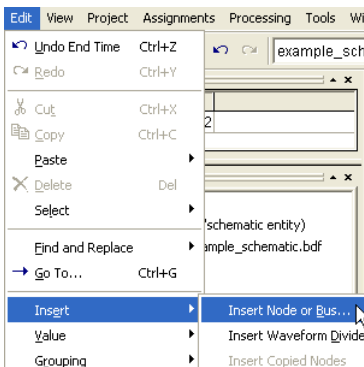 Edit View Project Assignments Processing Tools
Undo End Time Ctrl+Z
example_sch
Redo Ctrl+Y
Cut Ctrl+X
2
Copy Ctrl+C
Paste
Delete Del
Select
schematic entity)
Find and Replace
ample_schematic.bdf
Go To... Ctrl+G
Insert
Insert Node or Bus...
Value
Insert Waveform Divide
Grouping
Insert Copied Nodes